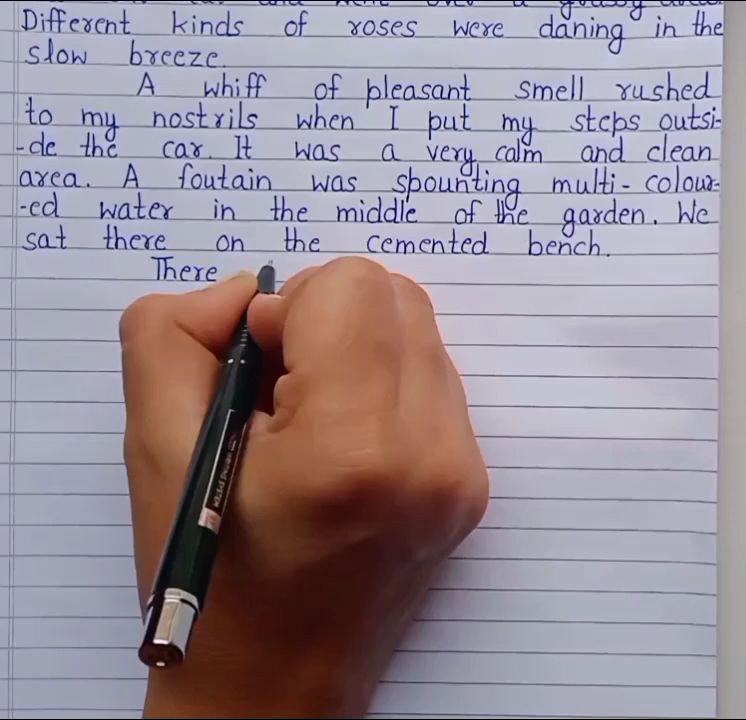 Different kinds of roses were daning in the
slow breeze.
A whiff of pleasant smell rushed
to my nostrils when I put my steps outsi-
-de the car. It was a very calm and clean
area. A foutain was spounting multi-colour-
-ed water in the middle of the garden. We
sat there on the cemented bench.
There